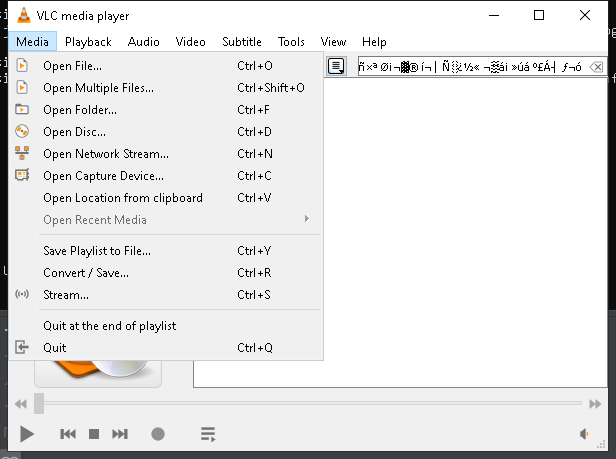 VLC media player
Media Playback Audio Video Subtitle Tools View Help
Open File... Ctrl+O
Open Multiple Files... Ctrl+Shift+O
Open Folder... Ctrl+F
Open Disc... Ctrl+D
Open Network Stream... Ctrl+N
Open Capture Device... Ctrl+C
Open Location from clipboard Ctrl+V
Open Recent Media
Save Playlist to File... Ctrl+Y
Convert / Save... Ctrl+R
Stream... Ctrl+S
Quit at the end of playlist
Quit Ctrl+Q